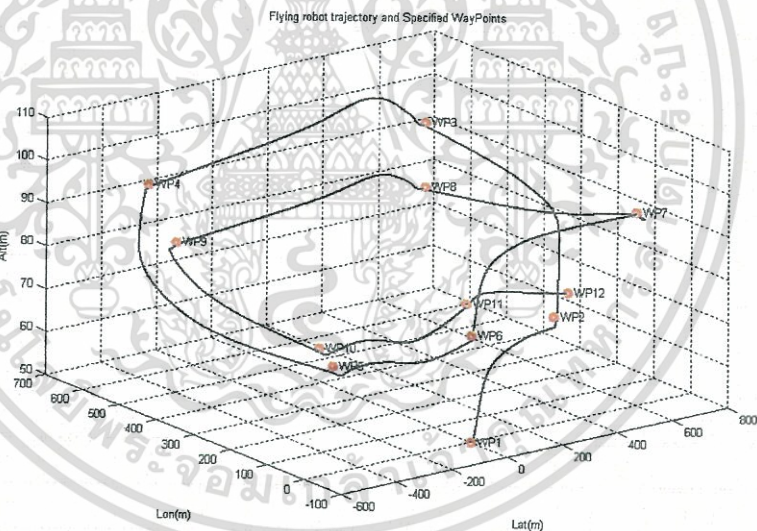 Flying robot trajectory and Specified WayPoints
110
100
90
80
70
60
50
Alt(m)
700
600
500
400
300
200
100
0
-100
Lon(m)
-600
-400
-200
0
200
400
600
800
Lat(m)
WP1
WP2
WP3
WP4
WP5
WP6
WP7
WP8
WP9
WP10
WP11
WP12